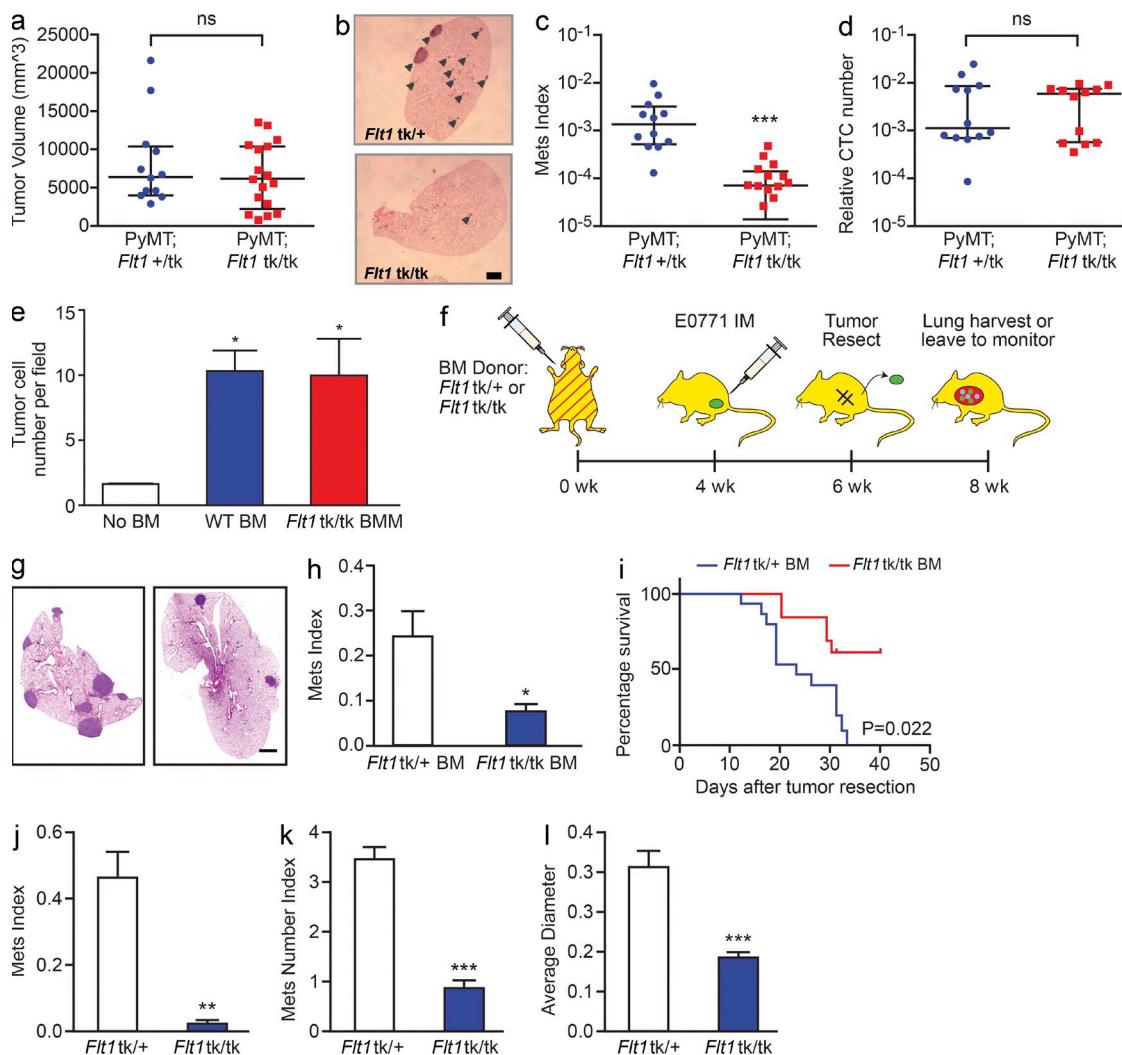 a
ns
Tumor Volume (mm^3)
25000
20000
15000
10000
5000
0
PyMT;
Flt1 +/tk
PyMT;
Flt1 tk/tk
b
Flt1 tk/+
Flt1 tk/tk
c
Mets Index
10-1
10-2
10-3
10-4
10-5
***
PyMT;
Flt1 +/tk
PyMT;
Flt1 tk/tk
d
ns
Relative CTC number
10-1
10-2
10-3
10-4
10-5
PyMT;
Flt1 +/tk
PyMT;
Flt1 tk/tk
e
Tumor cell
number per field
15
10
5
0
*
*
No BM
WT BM
Flt1 tk/tk BMM
f
BM Donor:
Flt1 tk/+ or
Flt1 tk/tk
E0771 IM
Tumor
Resect
Lung harvest or
leave to monitor
0 wk
4 wk
6 wk
8 wk
g
h
Mets Index
0.4
0.3
0.2
0.1
0.0
*
Flt1 tk/+ BM
Flt1 tk/tk BM
i
Flt1 tk/+ BM
Flt1 tk/tk BM
Percentage survival
100
50
0
P=0.022
0 10 20 30 40 50
Days after tumor resection
j
Mets Index
0.6
0.4
0.2
0.0
**
Flt1 tk/+
Flt1 tk/tk
k
Mets Number Index
4
3
2
1
0
***
Flt1 tk/+
Flt1 tk/tk
l
Average Diameter
0.4
0.3
0.2
0.1
0.0
***
Flt1 tk/+
Flt1 tk/tk